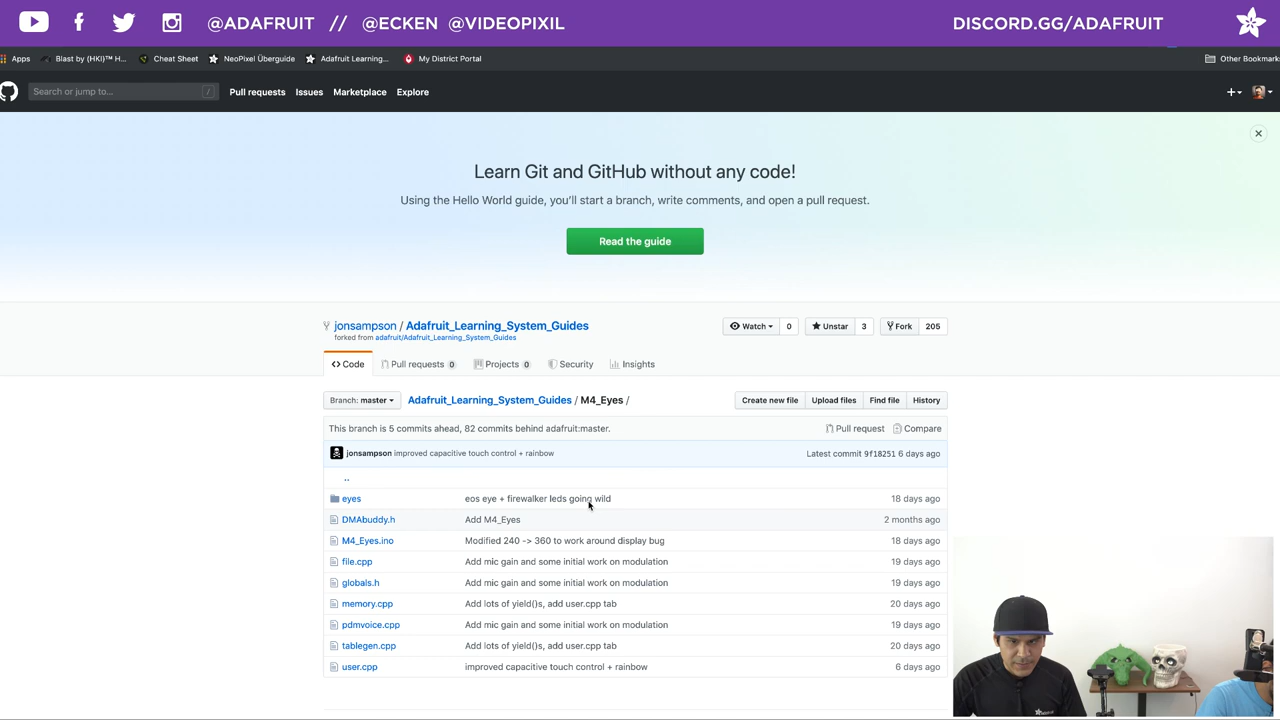 @ADAFRUIT // @ECKEN @VIDEOPIXIL DISCORD.GG/ADAFRUIT
Apps Blast by (HKI)™ H... Cheat Sheet NeoPixel Überguide Adafruit Learning... My District Portal Other Bookmark
Search or jump to... / Pull requests Issues Marketplace Explore
Learn Git and GitHub without any code!
Using the Hello World guide, you'll start a branch, write comments, and open a pull request.
Read the guide
jonsampson / Adafruit_Learning_System_Guides Watch 0 Unstar 3 Fork 205
forked from adafruit/Adafruit_Learning_System_Guides
Code Pull requests 0 Projects 0 Security Insights
Branch: master Adafruit_Learning_System_Guides / M4_Eyes / Create new file Upload files Find file History
This branch is 5 commits ahead, 82 commits behind adafruit:master. Pull request Compare
jonsampson improved capacitive touch control + rainbow Latest commit 9f18251 6 days ago
..
eyes eos eye + firewalker leds going wild 18 days ago
DMAbuddy.h Add M4_Eyes 2 months ago
M4_Eyes.ino Modified 240 -> 360 to work around display bug 18 days ago
file.cpp Add mic gain and some initial work on modulation 19 days ago
globals.h Add mic gain and some initial work on modulation 19 days ago
memory.cpp Add lots of yield()s, add user.cpp tab 20 days ago
pdmvoice.cpp Add mic gain and some initial work on modulation 19 days ago
tablegen.cpp Add lots of yield()s, add user.cpp tab 20 days ago
user.cpp improved capacitive touch control + rainbow 6 days ago